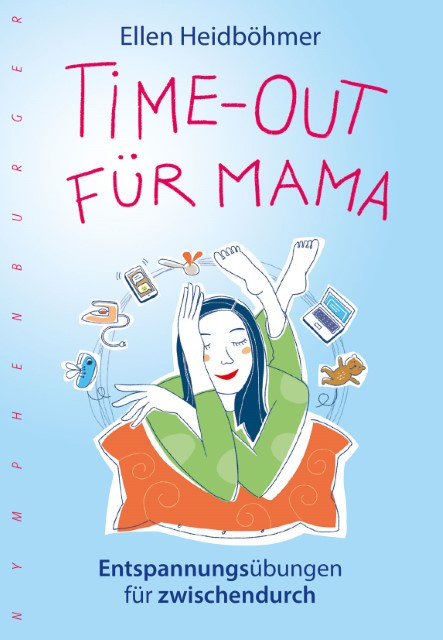 Ellen Heidböhmer
TIME-OUT
FÜR MAMA
NYMPHENBURGER
Entspannungsübungen
für zwischendurch